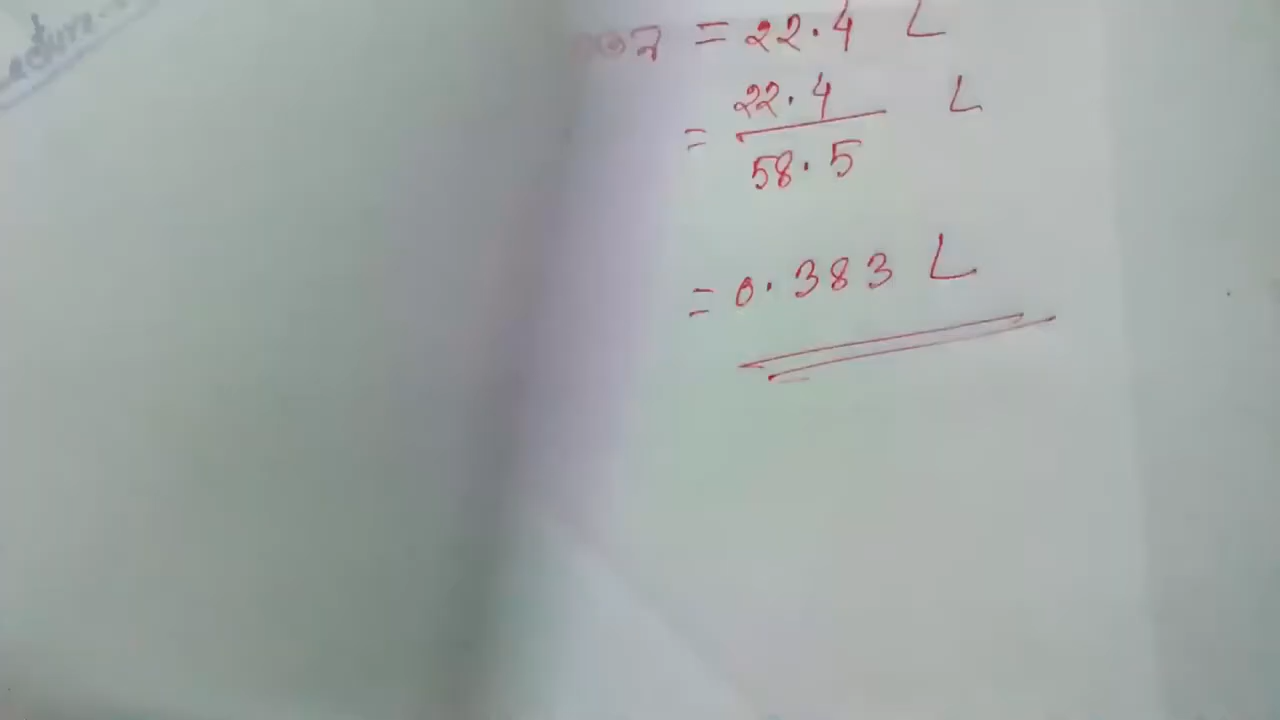 = 22.4 L
= 22.4 / 58.5 L
= 0.383 L